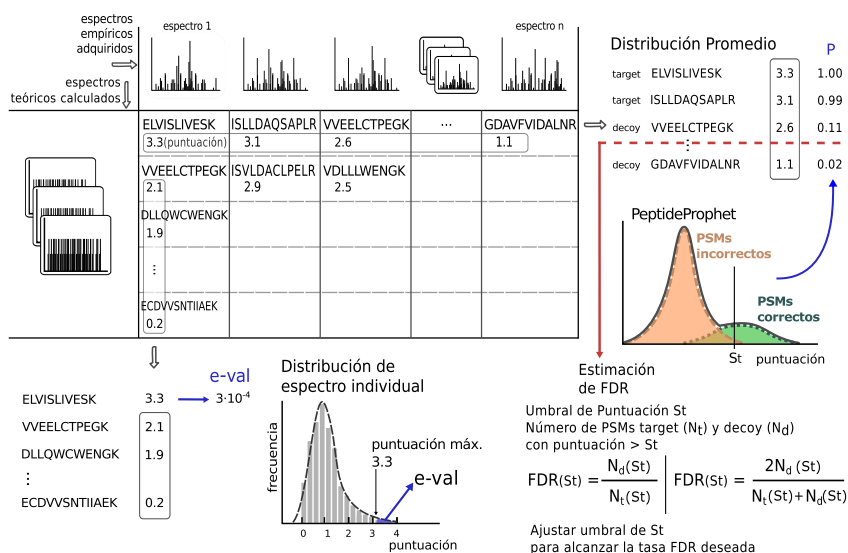 espectros
empíricos
adquiridos
espectros
teóricos calculados
espectro 1
espectro n
ELVISLIVESK ISLLDAQSAPLR VVEELCTPEGK ... GDAVFVIDALNR
3.3(puntuación) 3.1 2.6 1.1
VVEELCTPEGK ISVLDACLPELR VDLLLWENGK
2.1 2.9 2.5
DLLQWCWENGK
1.9
⋮
ECDVVSNTIIAEK
0.2
Distribución Promedio P
target ELVISLIVESK 3.3 1.00
target ISLLDAQSAPLR 3.1 0.99
decoy VVEELCTPEGK 2.6 0.11
⋮
decoy GDAVFVIDALNR 1.1 0.02
PeptideProphet
PSMs
incorrectos
PSMs
correctos
St puntuación
e-val
ELVISLIVESK 3.3 3·10⁻⁴
VVEELCTPEGK 2.1
DLLQWCWENGK 1.9
⋮
ECDVVSNTIIAEK 0.2
Distribución de
espectro individual
frecuencia
puntuación máx.
3.3
e-val
0 1 2 3 4
puntuación
Estimación
de FDR
Umbral de Puntuación St
Número de PSMs target (Nt) y decoy (Nd)
con puntuación > St
FDR(St) = Nd(St) / Nt(St) | FDR(St) = 2Nd (St) / Nt(St)+Nd(St)
Ajustar umbral de St
para alcanzar la tasa FDR deseada